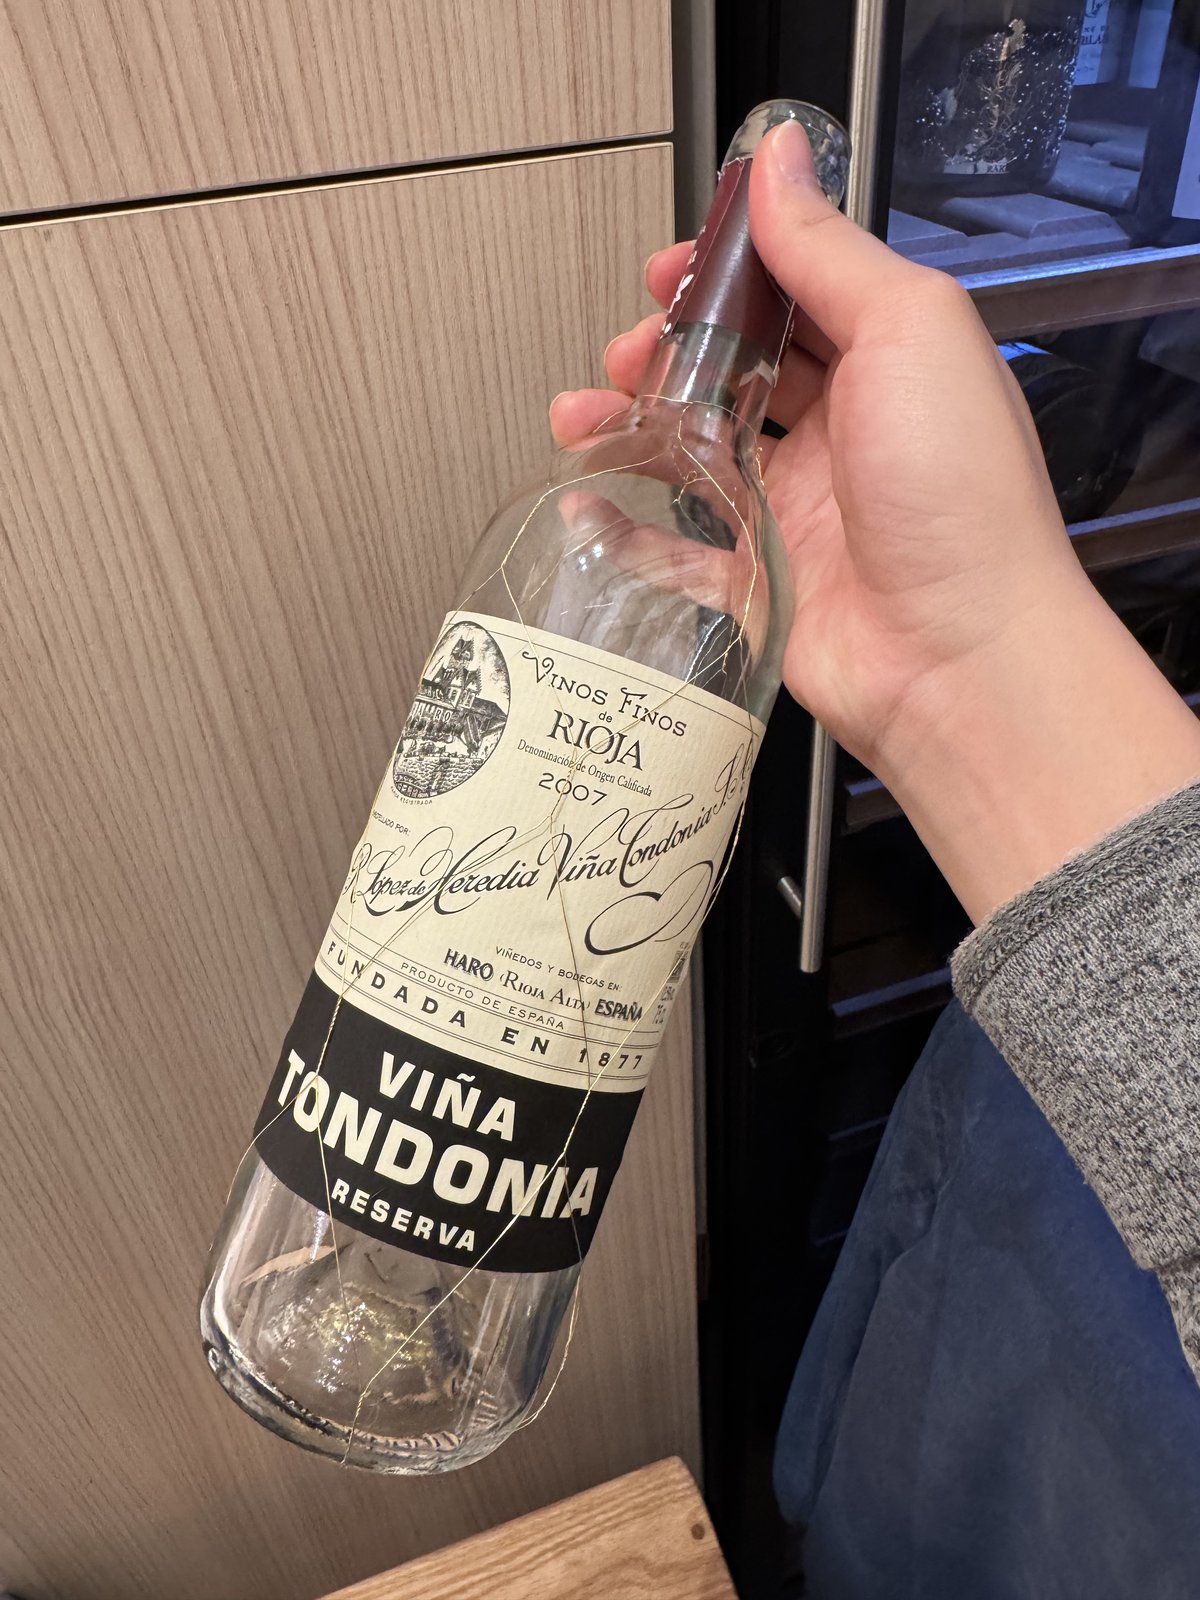 VINOS FINOS
de
RIOJA
Denominación de Origen Calificada
2007
R. López de Heredia Viña Tondonia
VIÑEDOS Y BODEGAS EN:
HARO (RIOJA ALTA) ESPAÑA
PRODUCTO DE ESPAÑA
FUNDADA EN 1877
VIÑA
TONDONIA
RESERVA